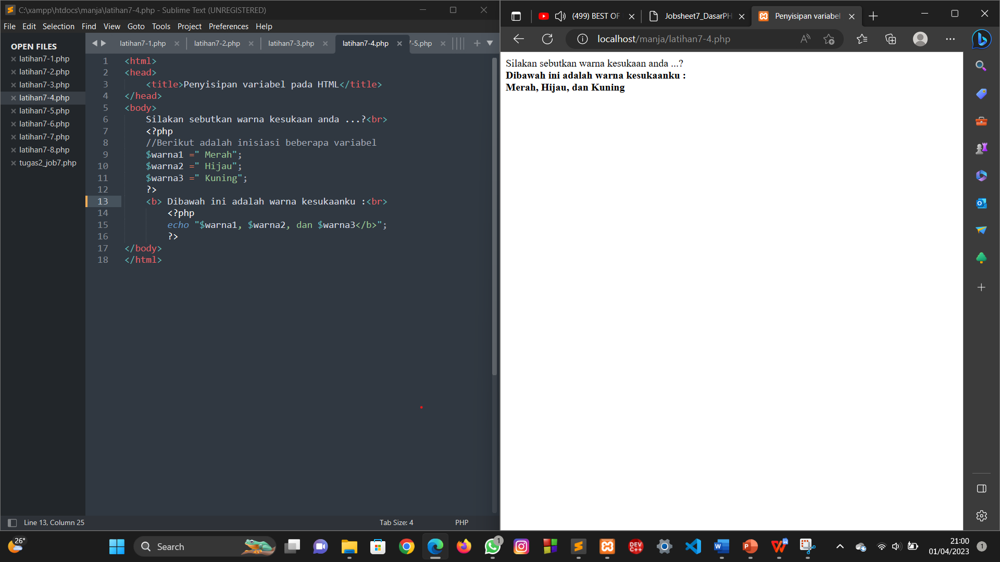 C:\xampp\htdocs\manja\latihan7-4.php - Sublime Text (UNREGISTERED)
File Edit Selection Find View Goto Tools Project Preferences Help
OPEN FILES
latihan7-1.php
latihan7-2.php
latihan7-3.php
latihan7-4.php
latihan7-5.php
latihan7-6.php
latihan7-7.php
latihan7-8.php
tugas2_job7.php
latihan7-1.php latihan7-2.php latihan7-3.php latihan7-4.php 7-5.php
1 <html>
2 <head>
3 <title>Penyisipan variabel pada HTML</title>
4 </head>
5 <body>
6 Silakan sebutkan warna kesukaan anda ...?<br>
7 <?php
8 //Berikut adalah inisiasi beberapa variabel
9 $warna1 =" Merah";
10 $warna2 =" Hijau";
11 $warna3 =" Kuning";
12 ?>
13 <b> Dibawah ini adalah warna kesukaanku :<br>
14 <?php
15 echo "$warna1, $warna2, dan $warna3</b>";
16 ?>
17 </body>
18 </html>
Line 13, Column 25 Tab Size: 4 PHP
(499) BEST OF Jobsheet7_DasarPH Penyisipan variabel
localhost/manja/latihan7-4.php
Silakan sebutkan warna kesukaan anda ...?
Dibawah ini adalah warna kesukaanku :
Merah, Hijau, dan Kuning
26°
Search
1
DEV
C++
21:00
01/04/2023
1